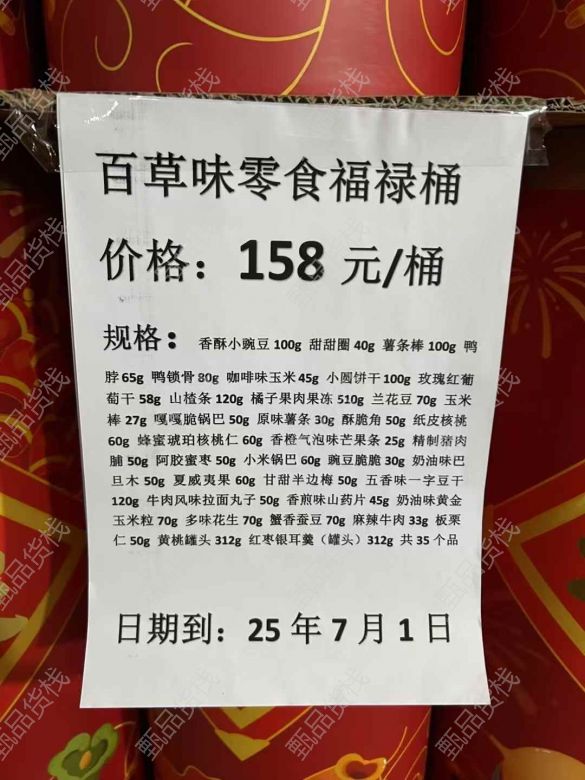 百草味零食福禄桶
价格：158 元/桶
规格：香酥小豌豆 100g 甜甜圈 40g 薯条棒 100g 鸭
脖 65g 鸭锁骨 80g 咖啡味玉米 45g 小圆饼干 100g 玫瑰红葡
萄干 58g 山楂条 120g 橘子果肉果冻 510g 兰花豆 70g 玉米
棒 27g 嘎嘎脆锅巴 50g 原味薯条 30g 酥脆角 50g 纸皮核桃
60g 蜂蜜琥珀核桃仁 60g 香橙气泡味芒果条 25g 精制猪肉
脯 50g 阿胶蜜枣 50g 小米锅巴 60g 豌豆脆脆 30g 奶油味巴
旦木 50g 夏威夷果 60g 甘甜半边梅 50g 五香味一字豆干
120g 牛肉风味拉面丸子 50g 香煎味山药片 45g 奶油味黄金
玉米粒 70g 多味花生 70g 蟹香蚕豆 70g 麻辣牛肉 33g 板栗
仁 50g 黄桃罐头 312g 红枣银耳羹（罐头）312g 共 35 个品
日期到：25 年 7 月 1 日
甄品货栈